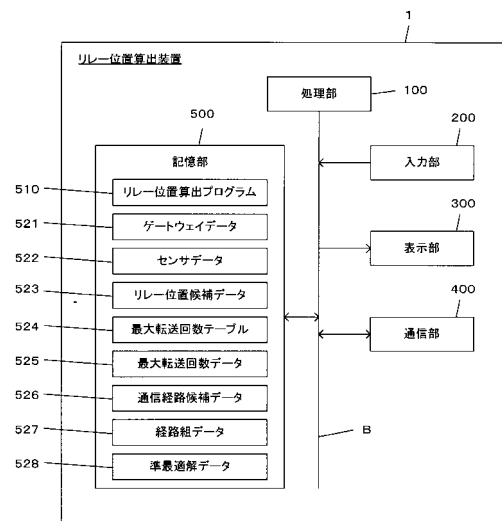 1
リレー位置算出装置
処理部
100
500
記憶部
200
入力部
510
リレー位置算出プログラム
521
ゲートウェイデータ
300
表示部
522
センサデータ
523
リレー位置候補データ
400
通信部
524
最大転送回数テーブル
525
最大転送回数データ
526
通信経路候補データ
527
経路組データ
B
528
準最適解データ